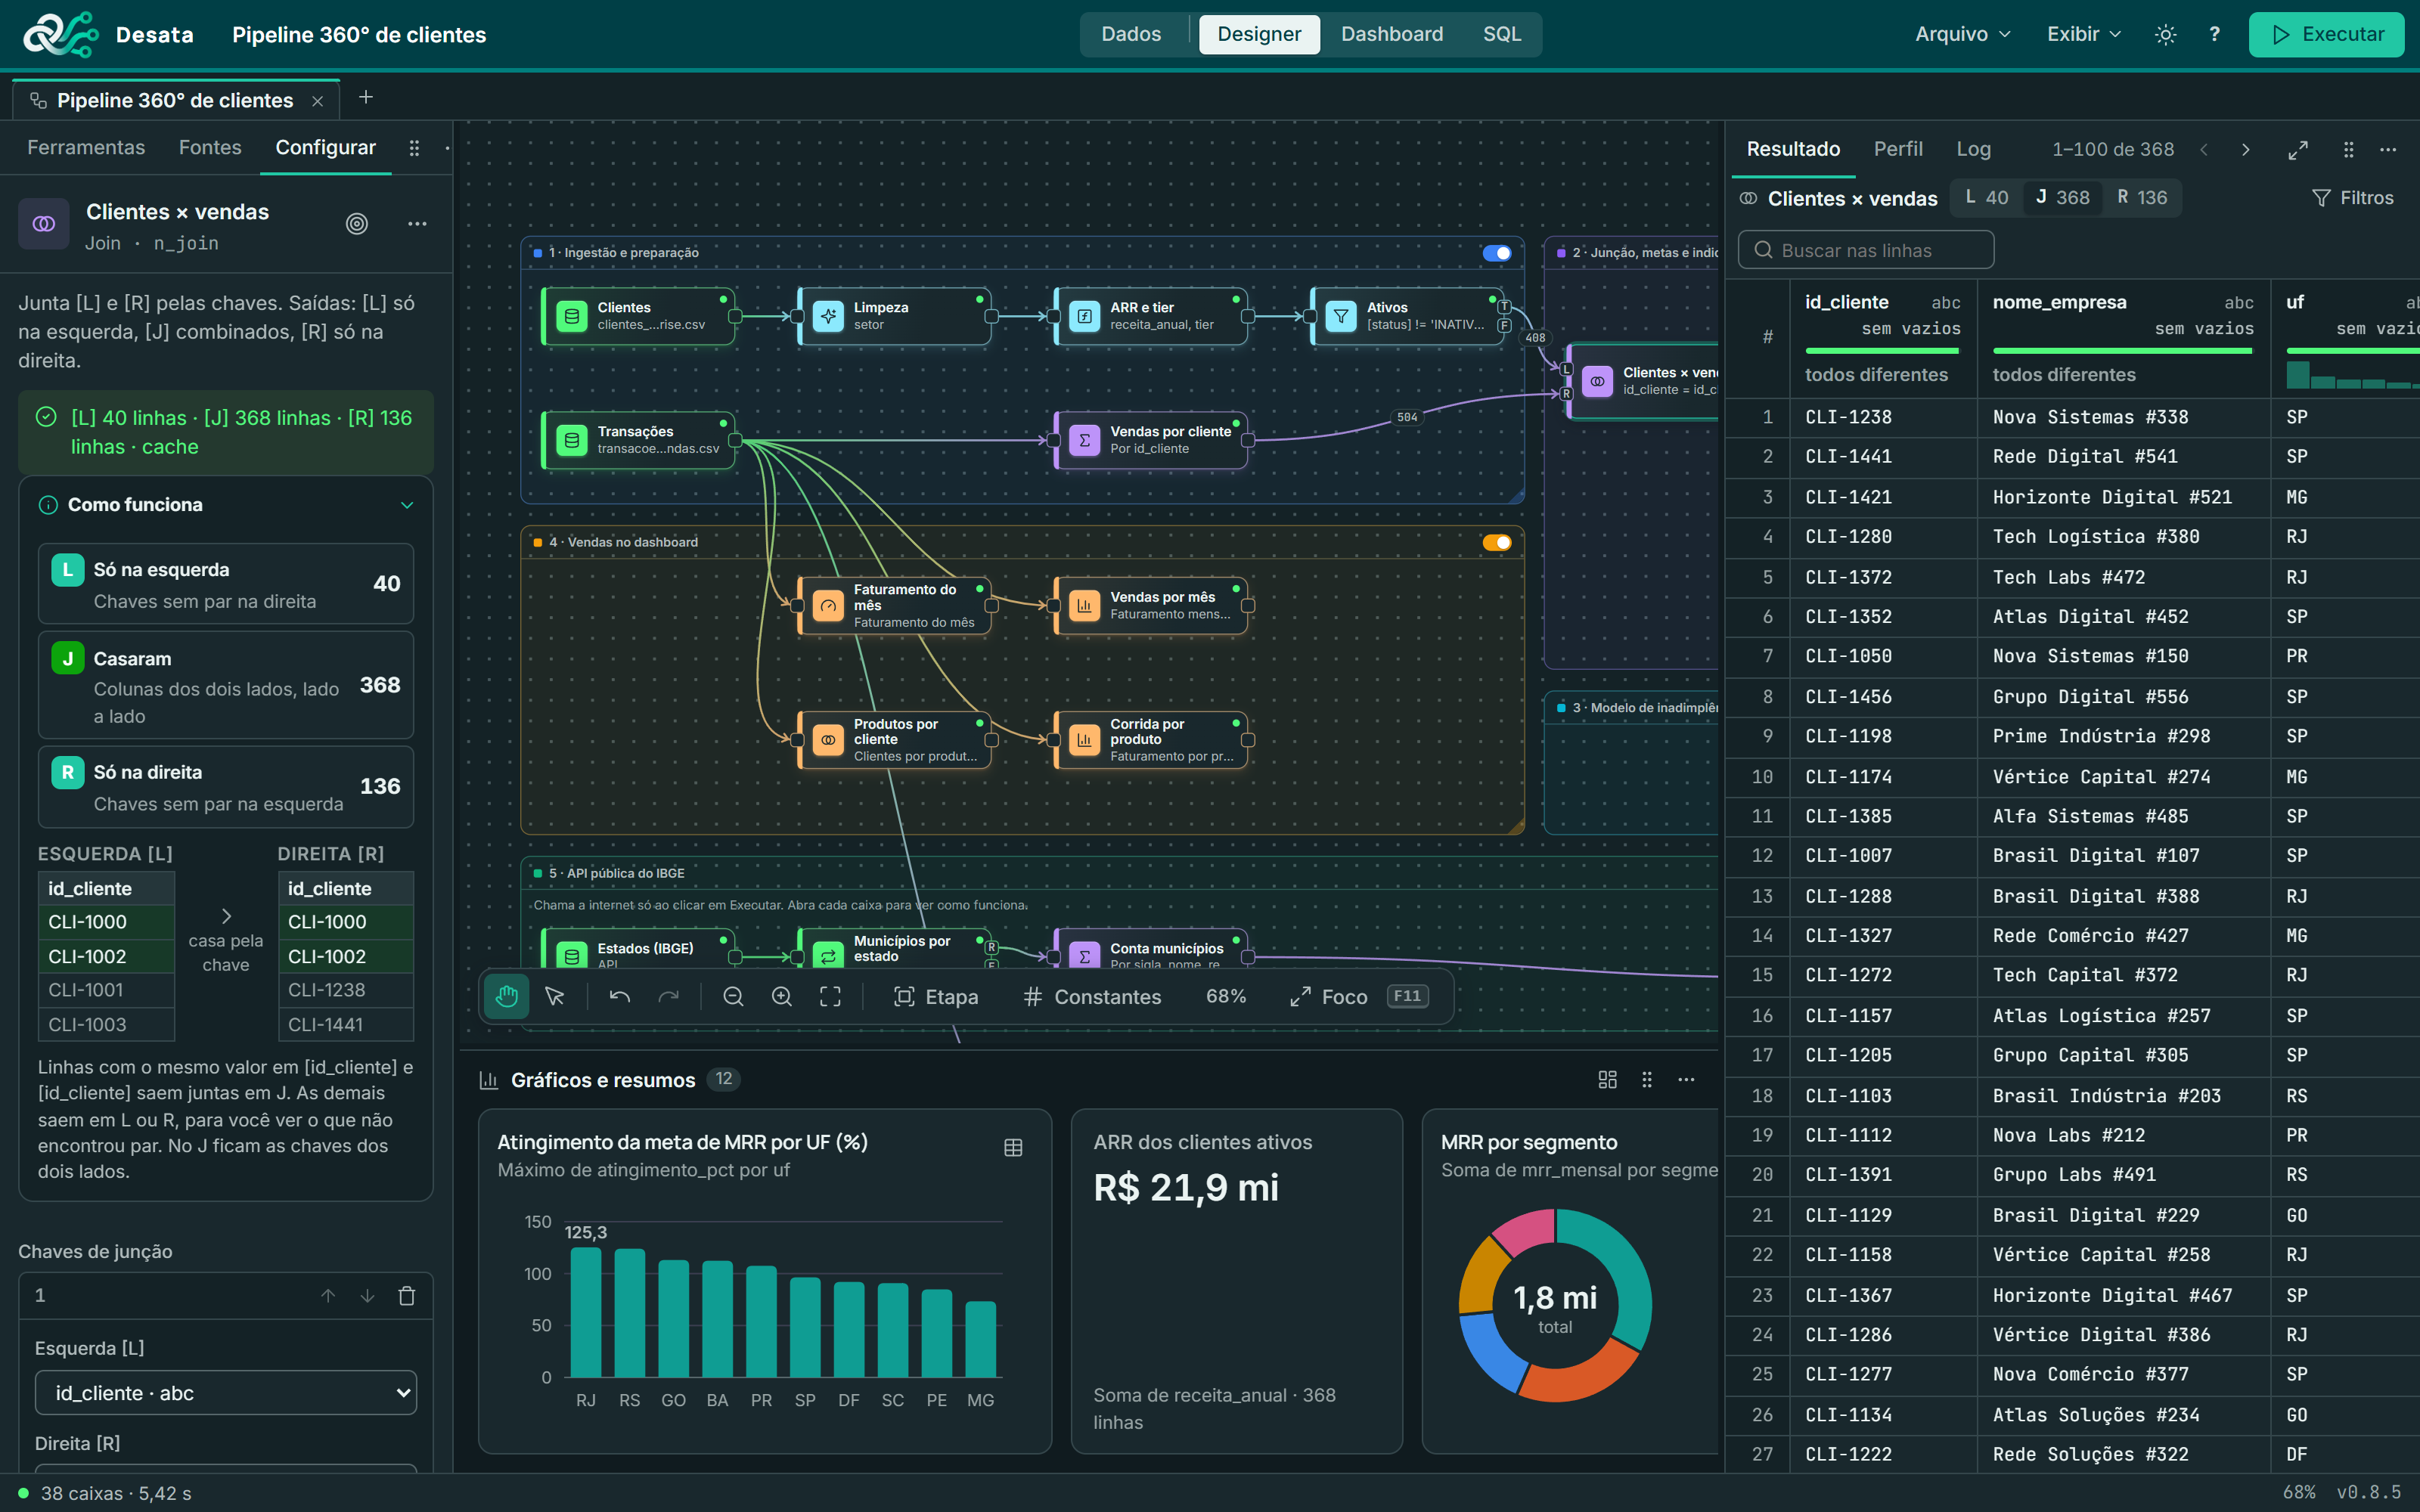 Desata
Pipeline 360° de clientes
Dados
Designer
Dashboard
SQL
Arquivo
Exibir
?
Executar
Pipeline 360° de clientes
Ferramentas
Fontes
Configurar
Clientes × vendas
Join · n_join
Junta [L] e [R] pelas chaves. Saídas: [L] só
na esquerda, [J] combinados, [R] só na
direita.
[L] 40 linhas · [J] 368 linhas · [R] 136
linhas · cache
Como funciona
L Só na esquerda
Chaves sem par na direita
40
J Casaram
Colunas dos dois lados, lado
a lado
368
R Só na direita
Chaves sem par na esquerda
136
ESQUERDA [L]
id_cliente
CLI-1000
CLI-1002
CLI-1001
CLI-1003
casa pela
chave
DIREITA [R]
id_cliente
CLI-1000
CLI-1002
CLI-1238
CLI-1441
Linhas com o mesmo valor em [id_cliente] e
[id_cliente] saem juntas em J. As demais
saem em L ou R, para você ver o que não
encontrou par. No J ficam as chaves dos
dois lados.
Chaves de junção
1
Esquerda [L]
id_cliente · abc
Direita [R]
1 · Ingestão e preparação
Clientes
clientes_...rise.csv
Limpeza
setor
ARR e tier
receita_anual, tier
Ativos
[status] != 'INATIV...
T
F
408
Transações
transacoe...ndas.csv
Vendas por cliente
Por id_cliente
504
2 · Junção, metas e indic
L
R
Clientes × ven
id_cliente = id_c
4 · Vendas no dashboard
Faturamento do
mês
Faturamento do mês
Vendas por mês
Faturamento mens...
Produtos por
cliente
Clientes por produt...
Corrida por
produto
Faturamento por pr...
3 · Modelo de inadimplê
5 · API pública do IBGE
Chama a internet só ao clicar em Executar. Abra cada caixa para ver como funciona.
Estados (IBGE)
API
Municípios por
estado
R
Conta municípios
Por sigla, nome, re
Etapa
Constantes
68%
Foco
F11
Gráficos e resumos
12
Atingimento da meta de MRR por UF (%)
Máximo de atingimento_pct por uf
150
125,3
100
50
0
RJ RS GO BA PR SP DF SC PE MG
ARR dos clientes ativos
R$ 21,9 mi
Soma de receita_anual · 368
linhas
MRR por segmento
Soma de mrr_mensal por segme
1,8 mi
total
Resultado
Perfil
Log
1–100 de 368
Clientes × vendas
L 40
J 368
R 136
Filtros
Buscar nas linhas
# id_cliente abc nome_empresa abc uf
sem vazios sem vazios
todos diferentes todos diferentes
1 CLI-1238 Nova Sistemas #338 SP
2 CLI-1441 Rede Digital #541 SP
3 CLI-1421 Horizonte Digital #521 MG
4 CLI-1280 Tech Logística #380 RJ
5 CLI-1372 Tech Labs #472 RJ
6 CLI-1352 Atlas Digital #452 SP
7 CLI-1050 Nova Sistemas #150 PR
8 CLI-1456 Grupo Digital #556 SP
9 CLI-1198 Prime Indústria #298 SP
10 CLI-1174 Vértice Capital #274 MG
11 CLI-1385 Alfa Sistemas #485 SP
12 CLI-1007 Brasil Digital #107 SP
13 CLI-1288 Brasil Digital #388 RJ
14 CLI-1327 Rede Comércio #427 MG
15 CLI-1272 Tech Capital #372 RJ
16 CLI-1157 Atlas Logística #257 SP
17 CLI-1205 Grupo Capital #305 SP
18 CLI-1103 Brasil Indústria #203 RS
19 CLI-1112 Nova Labs #212 PR
20 CLI-1391 Grupo Labs #491 RS
21 CLI-1129 Brasil Digital #229 GO
22 CLI-1158 Vértice Capital #258 RJ
23 CLI-1367 Horizonte Digital #467 SP
24 CLI-1286 Vértice Digital #386 RJ
25 CLI-1277 Nova Comércio #377 SP
26 CLI-1134 Atlas Soluções #234 GO
27 CLI-1222 Rede Soluções #322 DF
38 caixas · 5,42 s
68%
v0.8.5